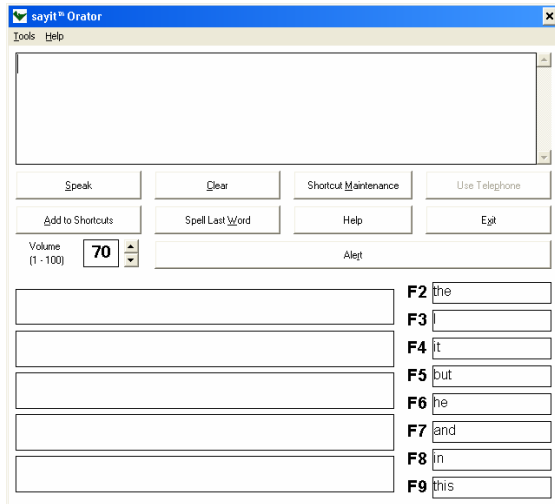 sayit™ Orator
Tools Help
Speak Clear Shortcut Maintenance Use Telephone
Add to Shortcuts Spell Last Word Help Exit
Volume
(1 - 100) 70 Alert
F2 the
F3 I
F4 it
F5 but
F6 he
F7 and
F8 in
F9 this